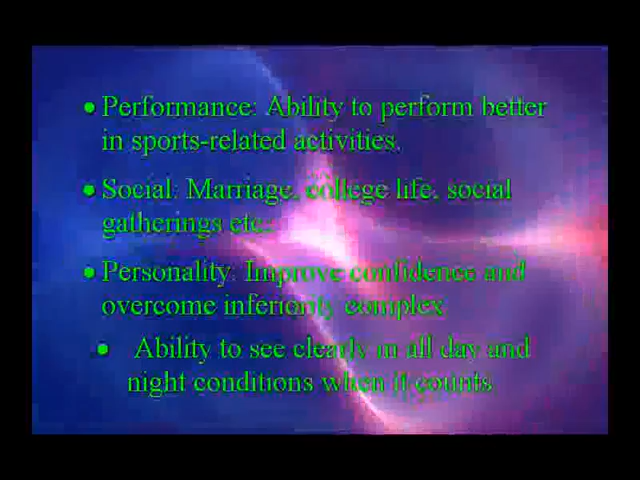 • Performance: Ability to perform better
in sports-related activities.
• Social: Marriage, college life, social
gatherings etc.
• Personality: Improve confidence and
overcome inferiority complex
• Ability to see clearly in all day and
night conditions when it counts